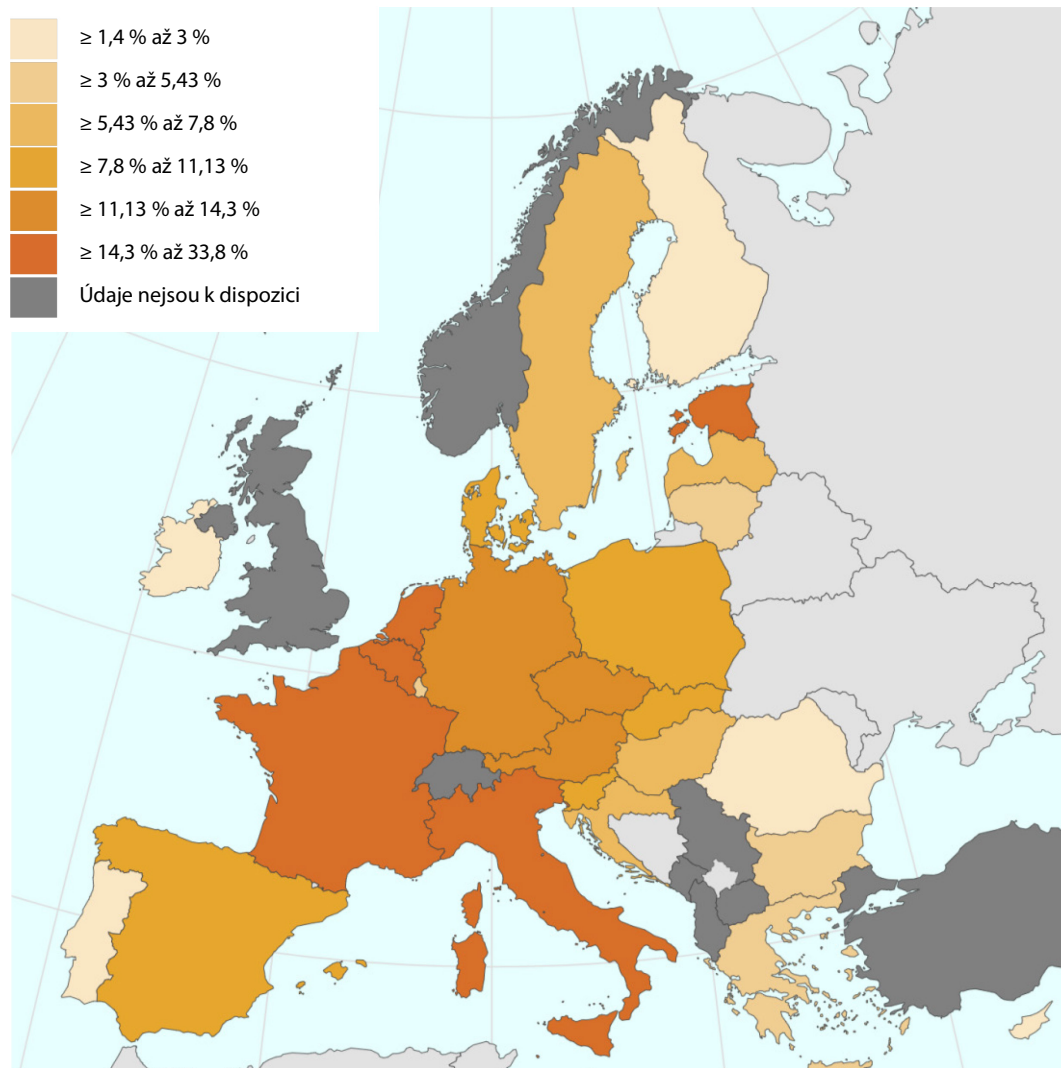 ≥ 1,4 % až 3 %
≥ 3 % až 5,43 %
≥ 5,43 % až 7,8 %
≥ 7,8 % až 11,13 %
≥ 11,13 % až 14,3 %
≥ 14,3 % až 33,8 %
Údaje nejsou k dispozici